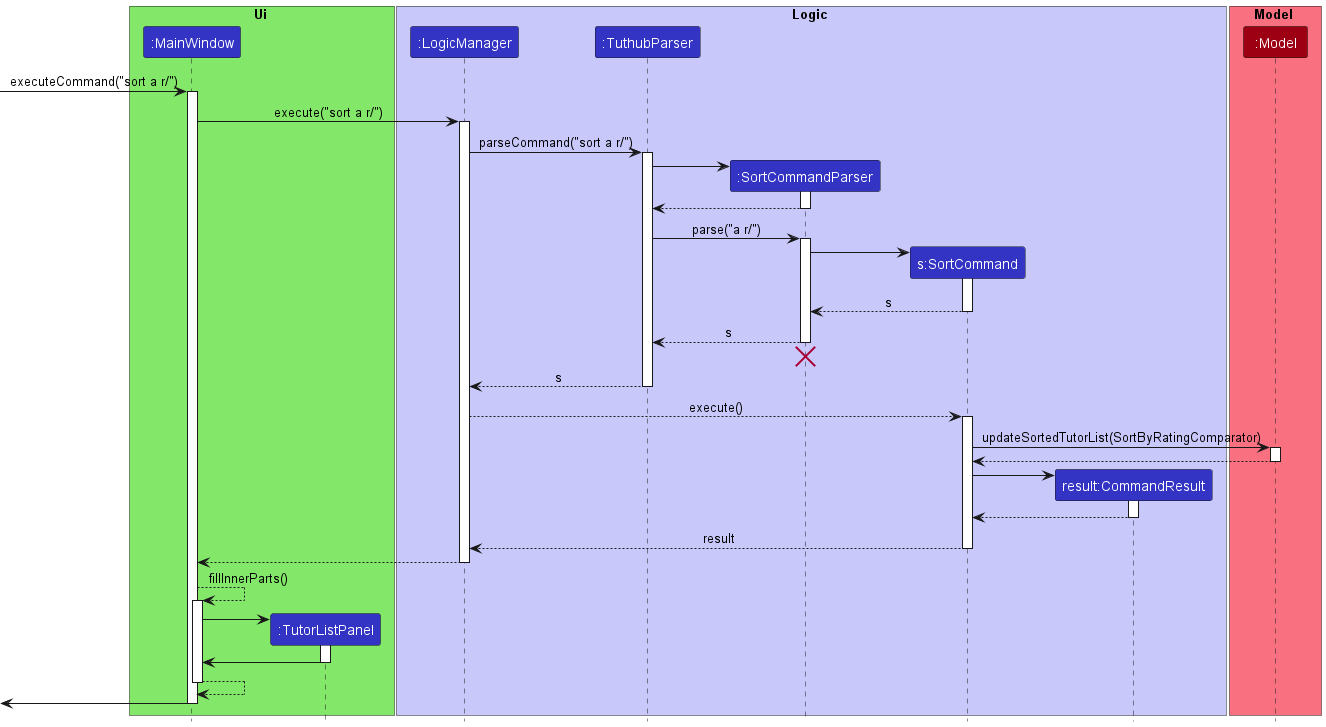 Ui
Logic
Model
:MainWindow
:LogicManager
:TuthubParser
:Model
executeCommand("sort a r/")
execute("sort a r/")
parseCommand("sort a r/")
:SortCommandParser
parse("a r/")
s:SortCommand
s
s
s
execute()
updateSortedTutorList(SortByRatingComparator)
result:CommandResult
result
fillInnerParts()
:TutorListPanel